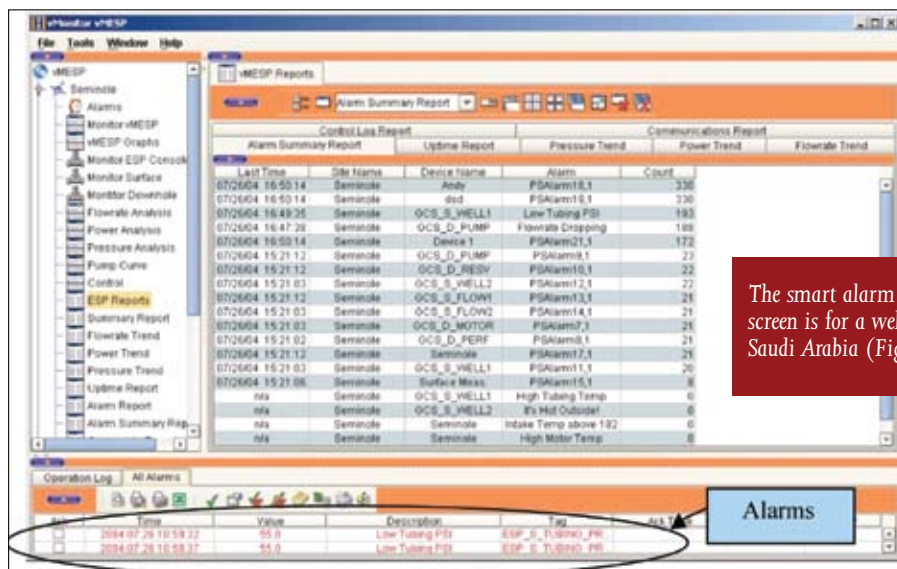 vMonitor vMESP
File Tools Window Help
vMESP
Seminole
Alarms
Monitor vMESP
vMESP Graphs
Monitor ESP Consol
Monitor Surface
Monitor Downhole
Flowrate Analysis
Power Analysis
Pressure Analysis
Pump Curve
Control
ESP Reports
Summary Report
Flowrate Trend
Power Trend
Pressure Trend
Uptime Report
Alarm Report
Alarm Summary Rep
vMESP Reports
Alarm Summary Report
Control Log Report Communications Report
Alarm Summary Report Uptime Report Pressure Trend Power Trend Flowrate Trend
Last Time Site Name Device Name Alarm Count
07/26/04 16:50:14 Seminole Andy PSAlarm18,1 330
07/26/04 16:50:14 Seminole dsd PSAlarm19,1 330
07/26/04 16:49:35 Seminole GCS_S_WELL1 Low Tubing PSI 193
07/26/04 16:47:38 Seminole GCS_D_PUMP Flowrate Dropping 188
07/26/04 16:50:14 Seminole Device 1 PSAlarm21,1 172
07/26/04 15:21:12 Seminole GCS_D_PUMP PSAlarm9,1 23
07/26/04 15:21:12 Seminole GCS_D_RESV PSAlarm10,1 22
07/26/04 15:21:03 Seminole GCS_S_WELL2 PSAlarm12,1 22
07/26/04 15:21:12 Seminole GCS_S_FLOW1 PSAlarm13,1 21
07/26/04 15:21:03 Seminole GCS_S_FLOW2 PSAlarm14,1 21
07/26/04 15:21:03 Seminole GCS_D_MOTOR PSAlarm7,1 21
07/26/04 15:21:02 Seminole GCS_D_PERF PSAlarm8,1 21
07/26/04 15:21:12 Seminole Seminole PSAlarm17,1 21
07/26/04 15:21:03 Seminole GCS_S_WELL1 PSAlarm11,1 20
07/26/04 15:21:06 Seminole Surface Meas. PSAlarm15,1 8
n/a Seminole GCS_S_WELL1 High Tubing Temp 0
n/a Seminole GCS_S_WELL2 It's Hot Outside! 0
n/a Seminole Seminole Intake Temp above 182 0
n/a Seminole Seminole High Motor Temp 0
The smart alarm
screen is for a wel
Saudi Arabia (Fig
Operation Log All Alarms
Ack Time Value Description Tag
2004.07.26 10:59:32 55.0 Low Tubing PSI ESP_S_TUBING_PR
2004.07.26 10:59:37 55.0 Low Tubing PSI ESP_S_TUBING_PR
Alarms